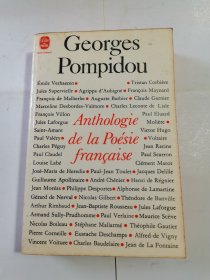 Georges
Pompidou
Émile Verhaeren • • Tristan Corbière
Jules Supervielle • Agrippa d'Aubigné • François Maynard
François de Malherbe • Auguste Barbier • Claude Garnier
Marceline Desbordes-Valmore • Charles Leconte de Lisle
François Villon • • Paul Eluard
Jules Laforgue • • Molière
Saint-Amant • • Victor Hugo
Paul Valéry • • Voltaire
Charles Péguy • • Jean Racine
Paul Claudel • • Paul Scarron
Louise Labé • • Clément Marot
Anthologie
de la Poésie
française
José-Maria de Heredia • Paul-Jean Toulet • Jacques Delille
Guillaume Apollinaire • André Chénier • Henri de Régnier
Jean Moréas • Philippe Desportes • Alphonse de Lamartine
Gérard de Nerval • Nicolas Gilbert • Théodore de Banville
Arthur Rimbaud • Jean-Baptiste Rousseau • Jules Laforgue
Armand Sully-Prudhomme • Paul Verlaine • Maurice Scève
Nicolas Boileau • Stéphane Mallarmé • Théophile Gautier
Pierre Corneille • Eustache Deschamps • Alfred de Vigny
Vincent Voiture • Charles Baudelaire • Jean de La Fontaine